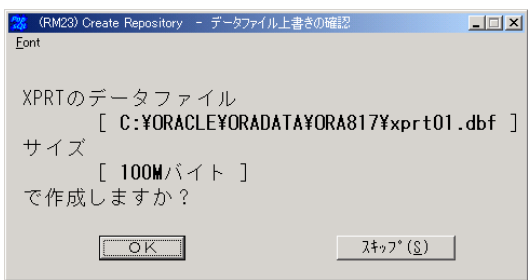 (RM23) Create Repository - データファイル上書きの確認
Font
XPRTのデータファイル
[ C:¥ORACLE¥ORADATA¥ORA817¥xprt01.dbf ]
サイズ
[ 100Mバイト ]
で作成しますか？
OK ｽｷｯﾌﾟ(S)